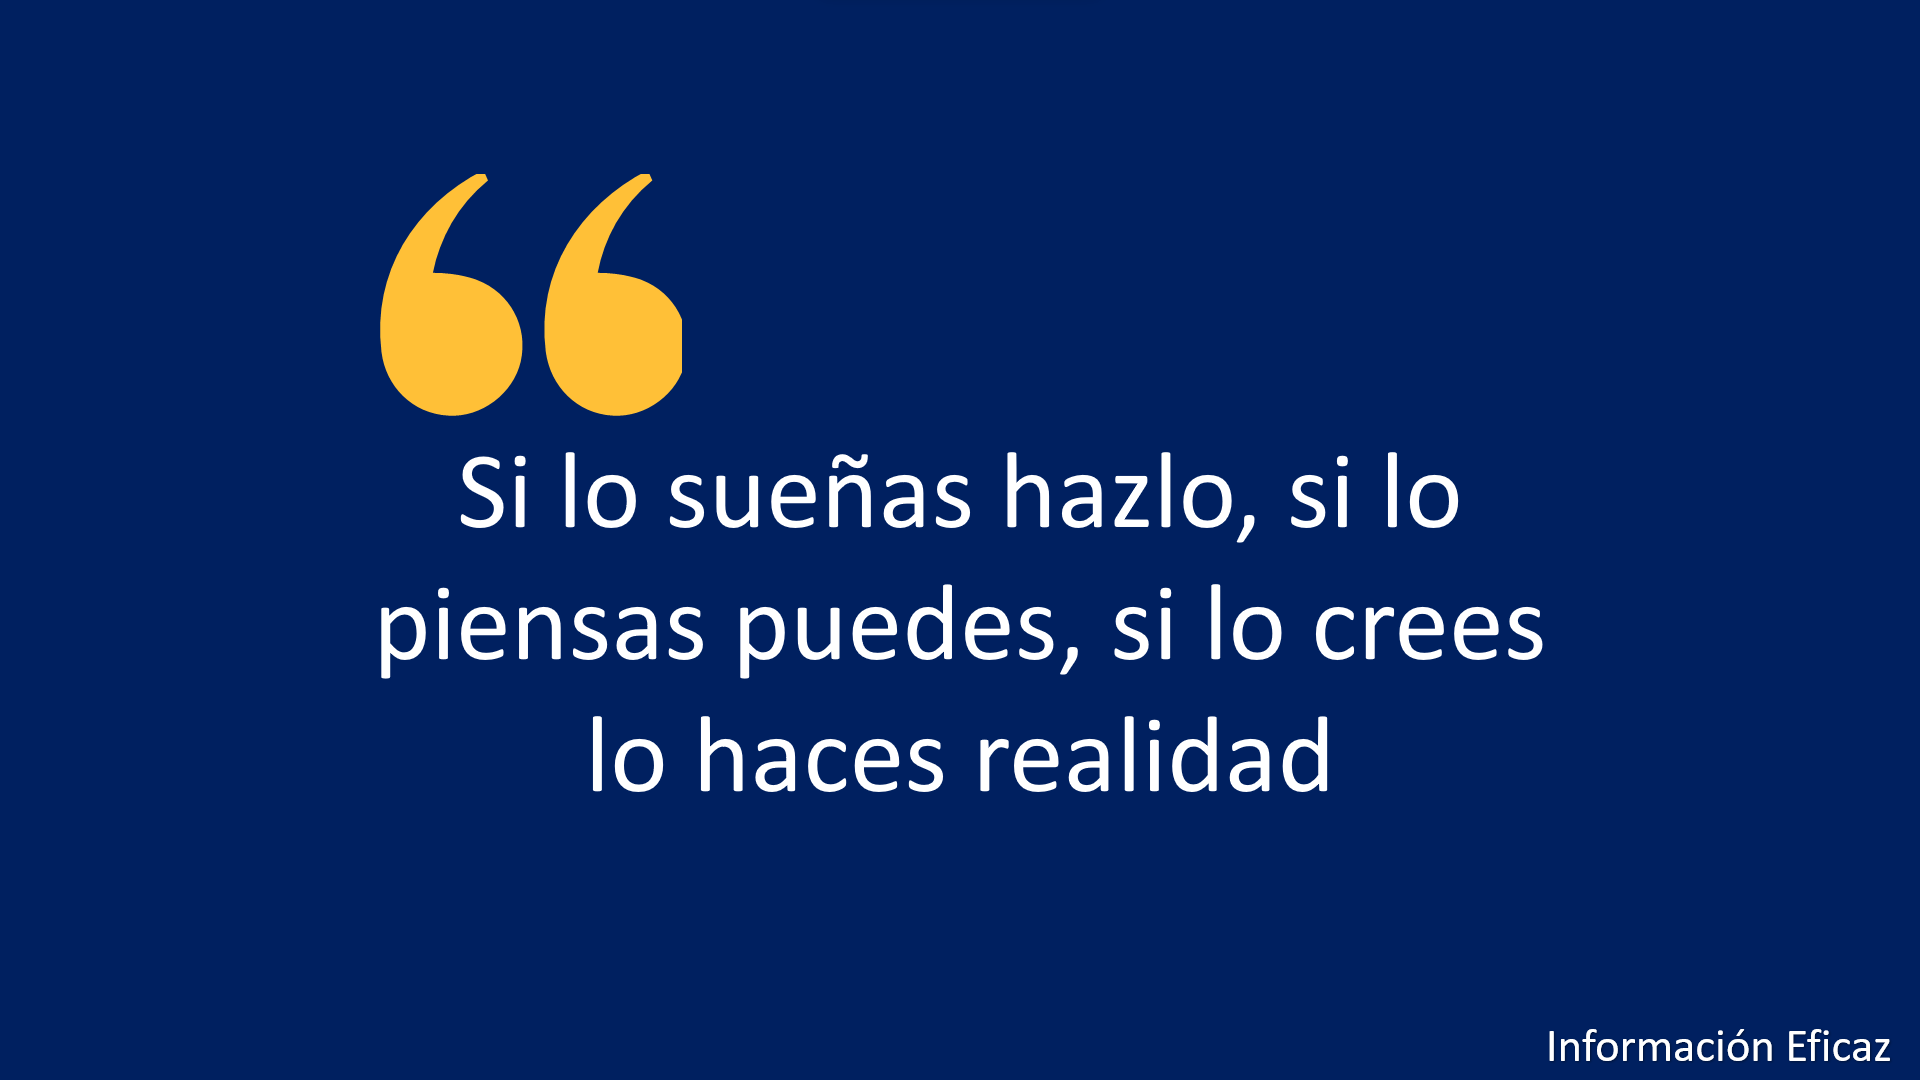 Si lo sueñas hazlo, si lo
piensas puedes, si lo crees
lo haces realidad
Información Eficaz